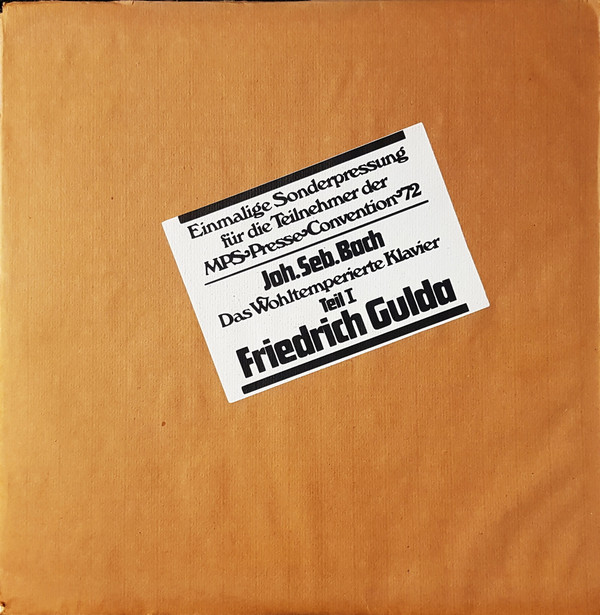 Einmalige Sonderpressung
für die Teilnehmer der
MPS•Presse•Convention•72
Joh. Seb. Bach
Das Wohltemperierte Klavier
Teil I
Friedrich Gulda